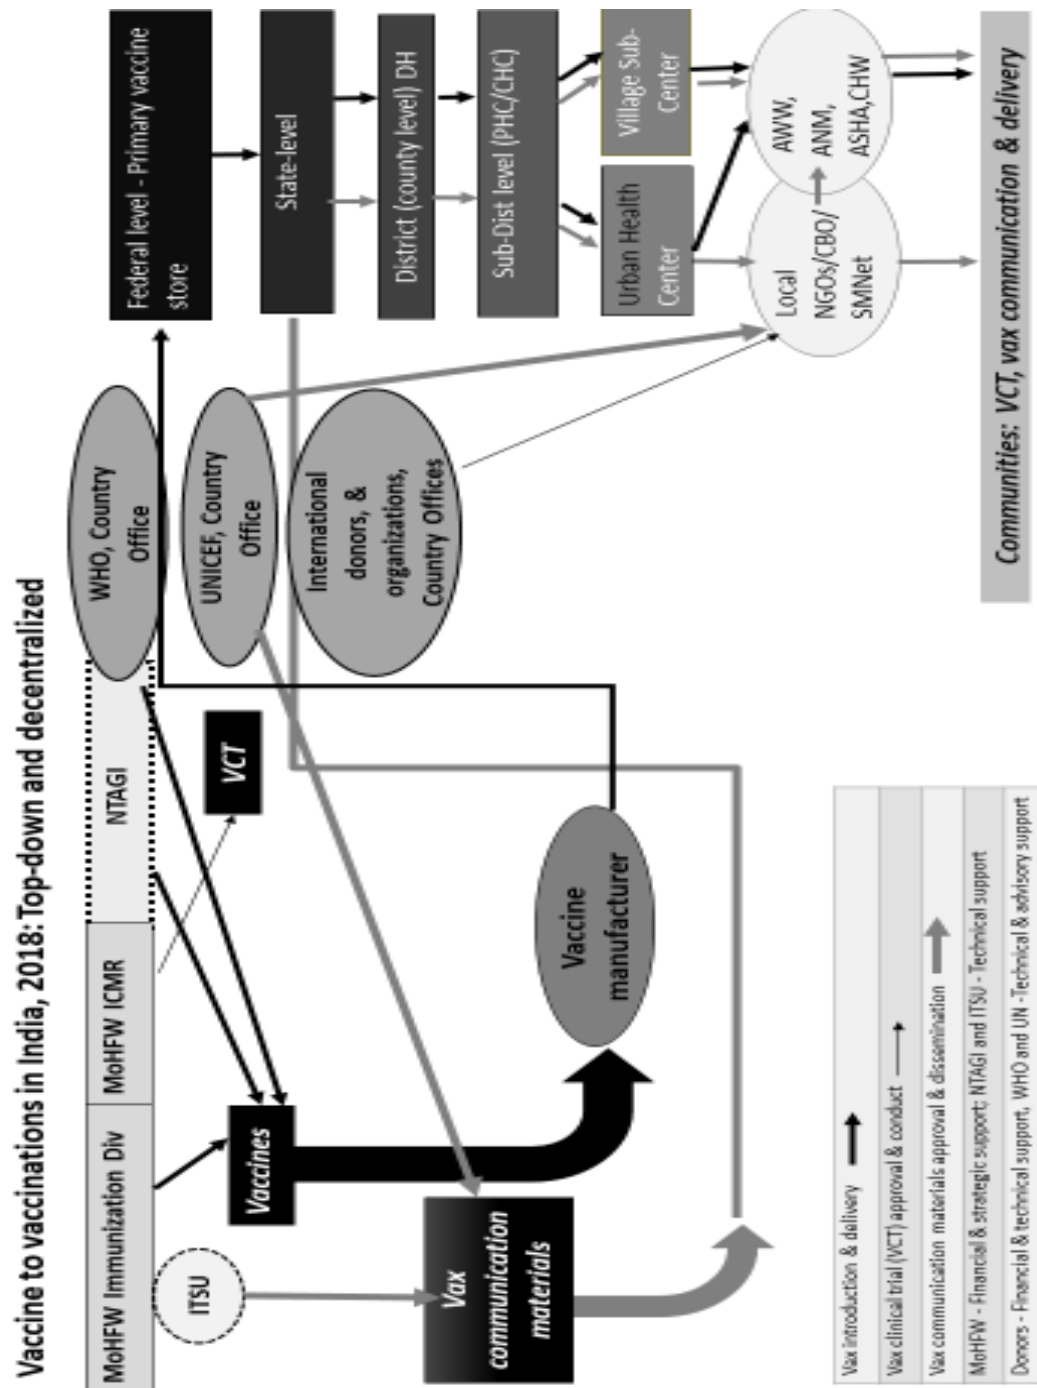 Vaccine to vaccinations in India, 2018: Top-down and decentralized
MoHFW Immunization Div
MoHFW ICMR
NTAGI
WHO, Country
Office
Federal level - Primary vaccine
store
ITSU
Vaccines
VCT
UNICEF, Country
Office
State-level
International
donors, &
organizations,
Country Offices
District (county level) DH
Vax
communication
materials
Vaccine
manufacturer
Sub-Dist level (PHC/CHC)
Urban Health
Center
Village Sub-
Center
Local
NGOs/CBO/
SMNet
AWW,
ANM,
ASHA,CHW
Communities: VCT, vax communication & delivery
Vax introduction & delivery
Vax clinical trial (VCT) approval & conduct
Vax communication materials approval & dissemination
MoHFW - Financial & strategic support; NTAGI and ITSU - Technical support
Donors - Financial & technical support, WHO and UN -Technical & advisory support